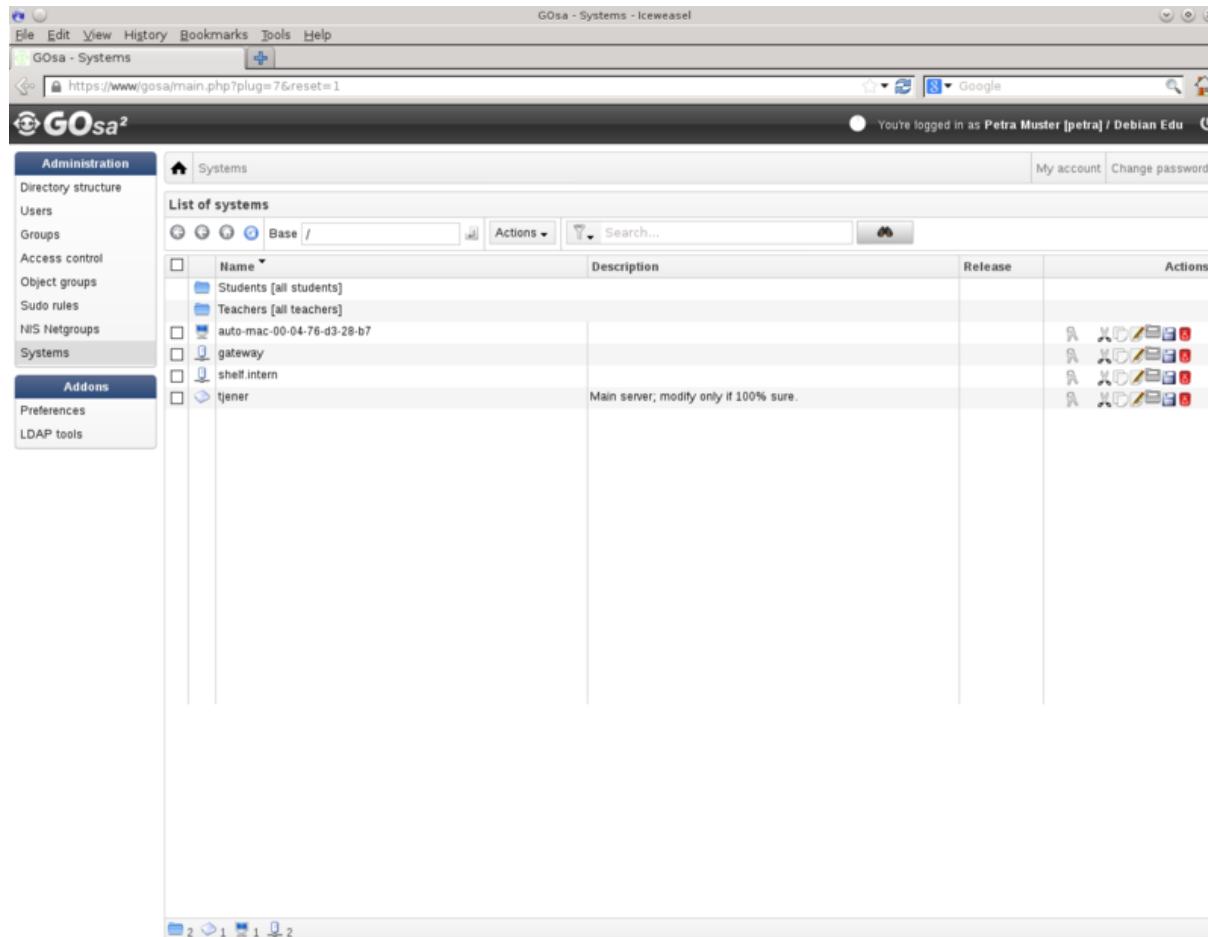 GOsa - Systems - Iceweasel
File Edit View History Bookmarks Tools Help
GOsa - Systems
https://www/gosa/main.php?plug=7&reset=1
Google
GOsa²
You're logged in as Petra Muster [petra] / Debian Edu
Administration
Directory structure
Users
Groups
Access control
Object groups
Sudo rules
NIS Netgroups
Systems
Addons
Preferences
LDAP tools
Systems
My account Change password
List of systems
Base / Actions Search...
Name Description Release Actions
Students [all students]
Teachers [all teachers]
auto-mac-00-04-76-d3-28-b7
gateway
shelf.intern
tjener Main server; modify only if 100% sure.
2 1 1 2